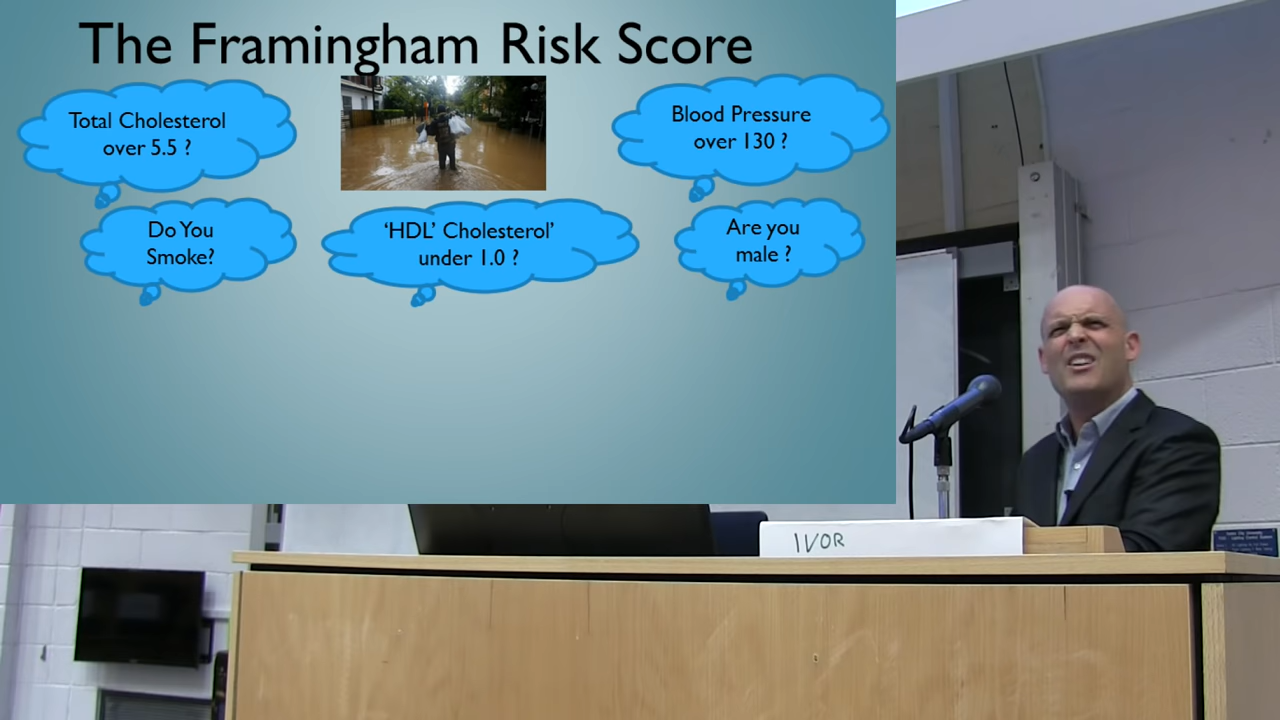 The Framingham Risk Score
Total Cholesterol
over 5.5 ?
Blood Pressure
over 130 ?
Do You
Smoke?
‘HDL’ Cholesterol’
under 1.0 ?
Are you
male ?
IVOR